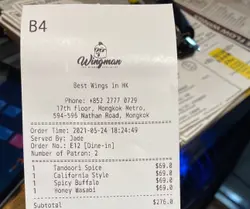 B4
Wingman
Best Wings in HK
Phone: +852 2777 0729
17th Floor, Mongkok Metro,
594-596 Nathan Road, Mongkok
Order Time: 2021-05-24 18:24:49
Served By: Jade
Order No.: E12 [Dine-in]
Number of Patron: 2
1 Tandoori Spice $69.0
1 California Style $69.0
1 Spicy Buffalo $69.0
1 Honey Wasabi $69.0
Subtotal $276.0